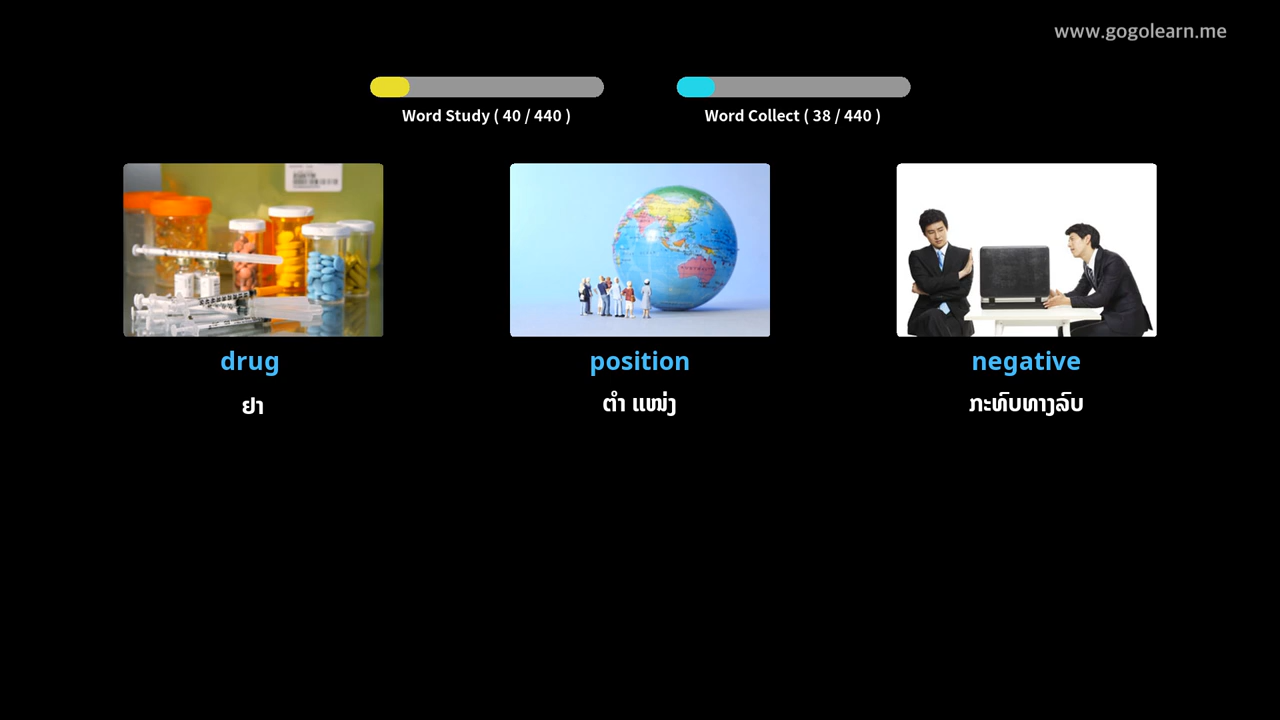 www.gogolearn.me
Word Study ( 40 / 440 )
Word Collect ( 38 / 440 )
drug
position
negative
ຢາ
ຕຳ ແໜ່ງ
ກະທົບທາງລົບ